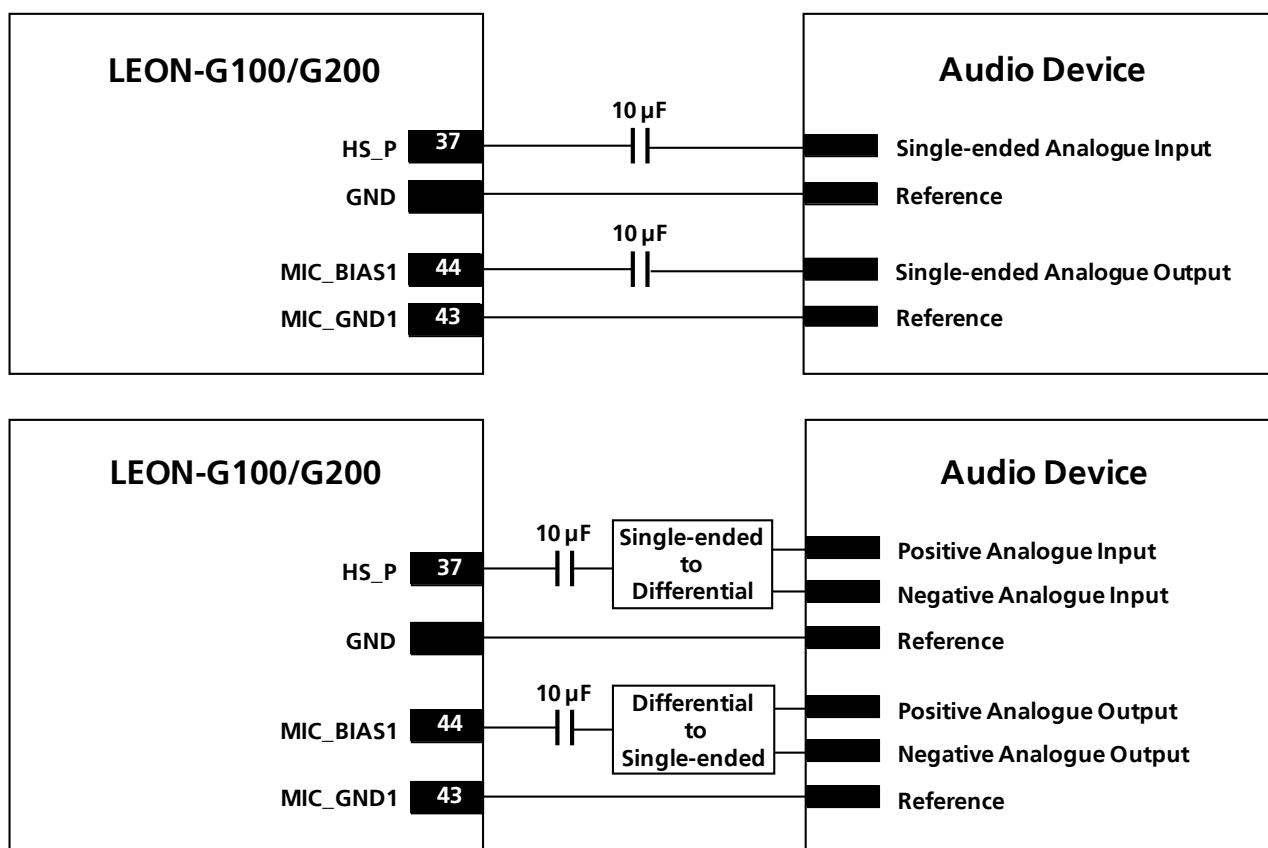 LEON-G100/G200
Audio Device
10 µF
HS_P
37
Single-ended Analogue Input
GND
Reference
10 µF
MIC_BIAS1
44
Single-ended Analogue Output
MIC_GND1
43
Reference
LEON-G100/G200
Audio Device
10 µF
Single-ended
to
Differential
Positive Analogue Input
HS_P
37
Negative Analogue Input
GND
Reference
10 µF
Differential
to
Single-ended
Positive Analogue Output
MIC_BIAS1
44
Negative Analogue Output
MIC_GND1
43
Reference